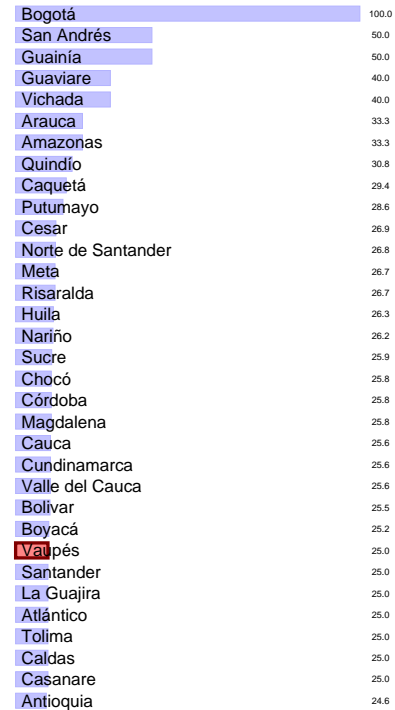 Bogotá 100.0
San Andrés 50.0
Guainía 50.0
Guaviare 40.0
Vichada 40.0
Arauca 33.3
Amazonas 33.3
Quindío 30.8
Caquetá 29.4
Putumayo 28.6
Cesar 26.9
Norte de Santander 26.8
Meta 26.7
Risaralda 26.7
Huila 26.3
Nariño 26.2
Sucre 25.9
Chocó 25.8
Córdoba 25.8
Magdalena 25.8
Cauca 25.6
Cundinamarca 25.6
Valle del Cauca 25.6
Bolivar 25.5
Boyacá 25.2
Vaupés 25.0
Santander 25.0
La Guajira 25.0
Atlántico 25.0
Tolima 25.0
Caldas 25.0
Casanare 25.0
Antioquia 24.6